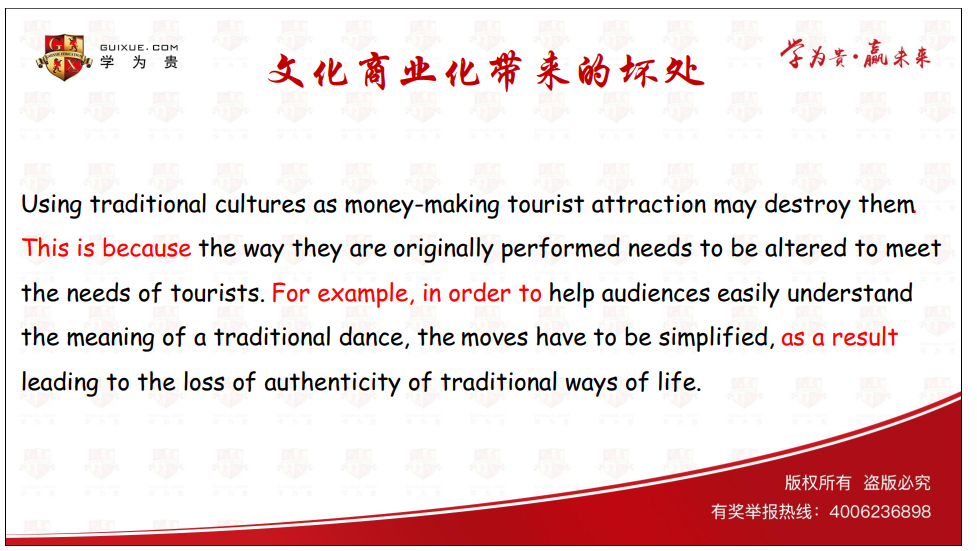 GUIXUE.COM
学为贵
文化商业化带来的坏处
学为贵·赢未来
Using traditional cultures as money-making tourist attraction may destroy them.
This is because the way they are originally performed needs to be altered to meet
the needs of tourists. For example, in order to help audiences easily understand
the meaning of a traditional dance, the moves have to be simplified, as a result
leading to the loss of authenticity of traditional ways of life.
版权所有 盗版必究
有奖举报热线：4006236898